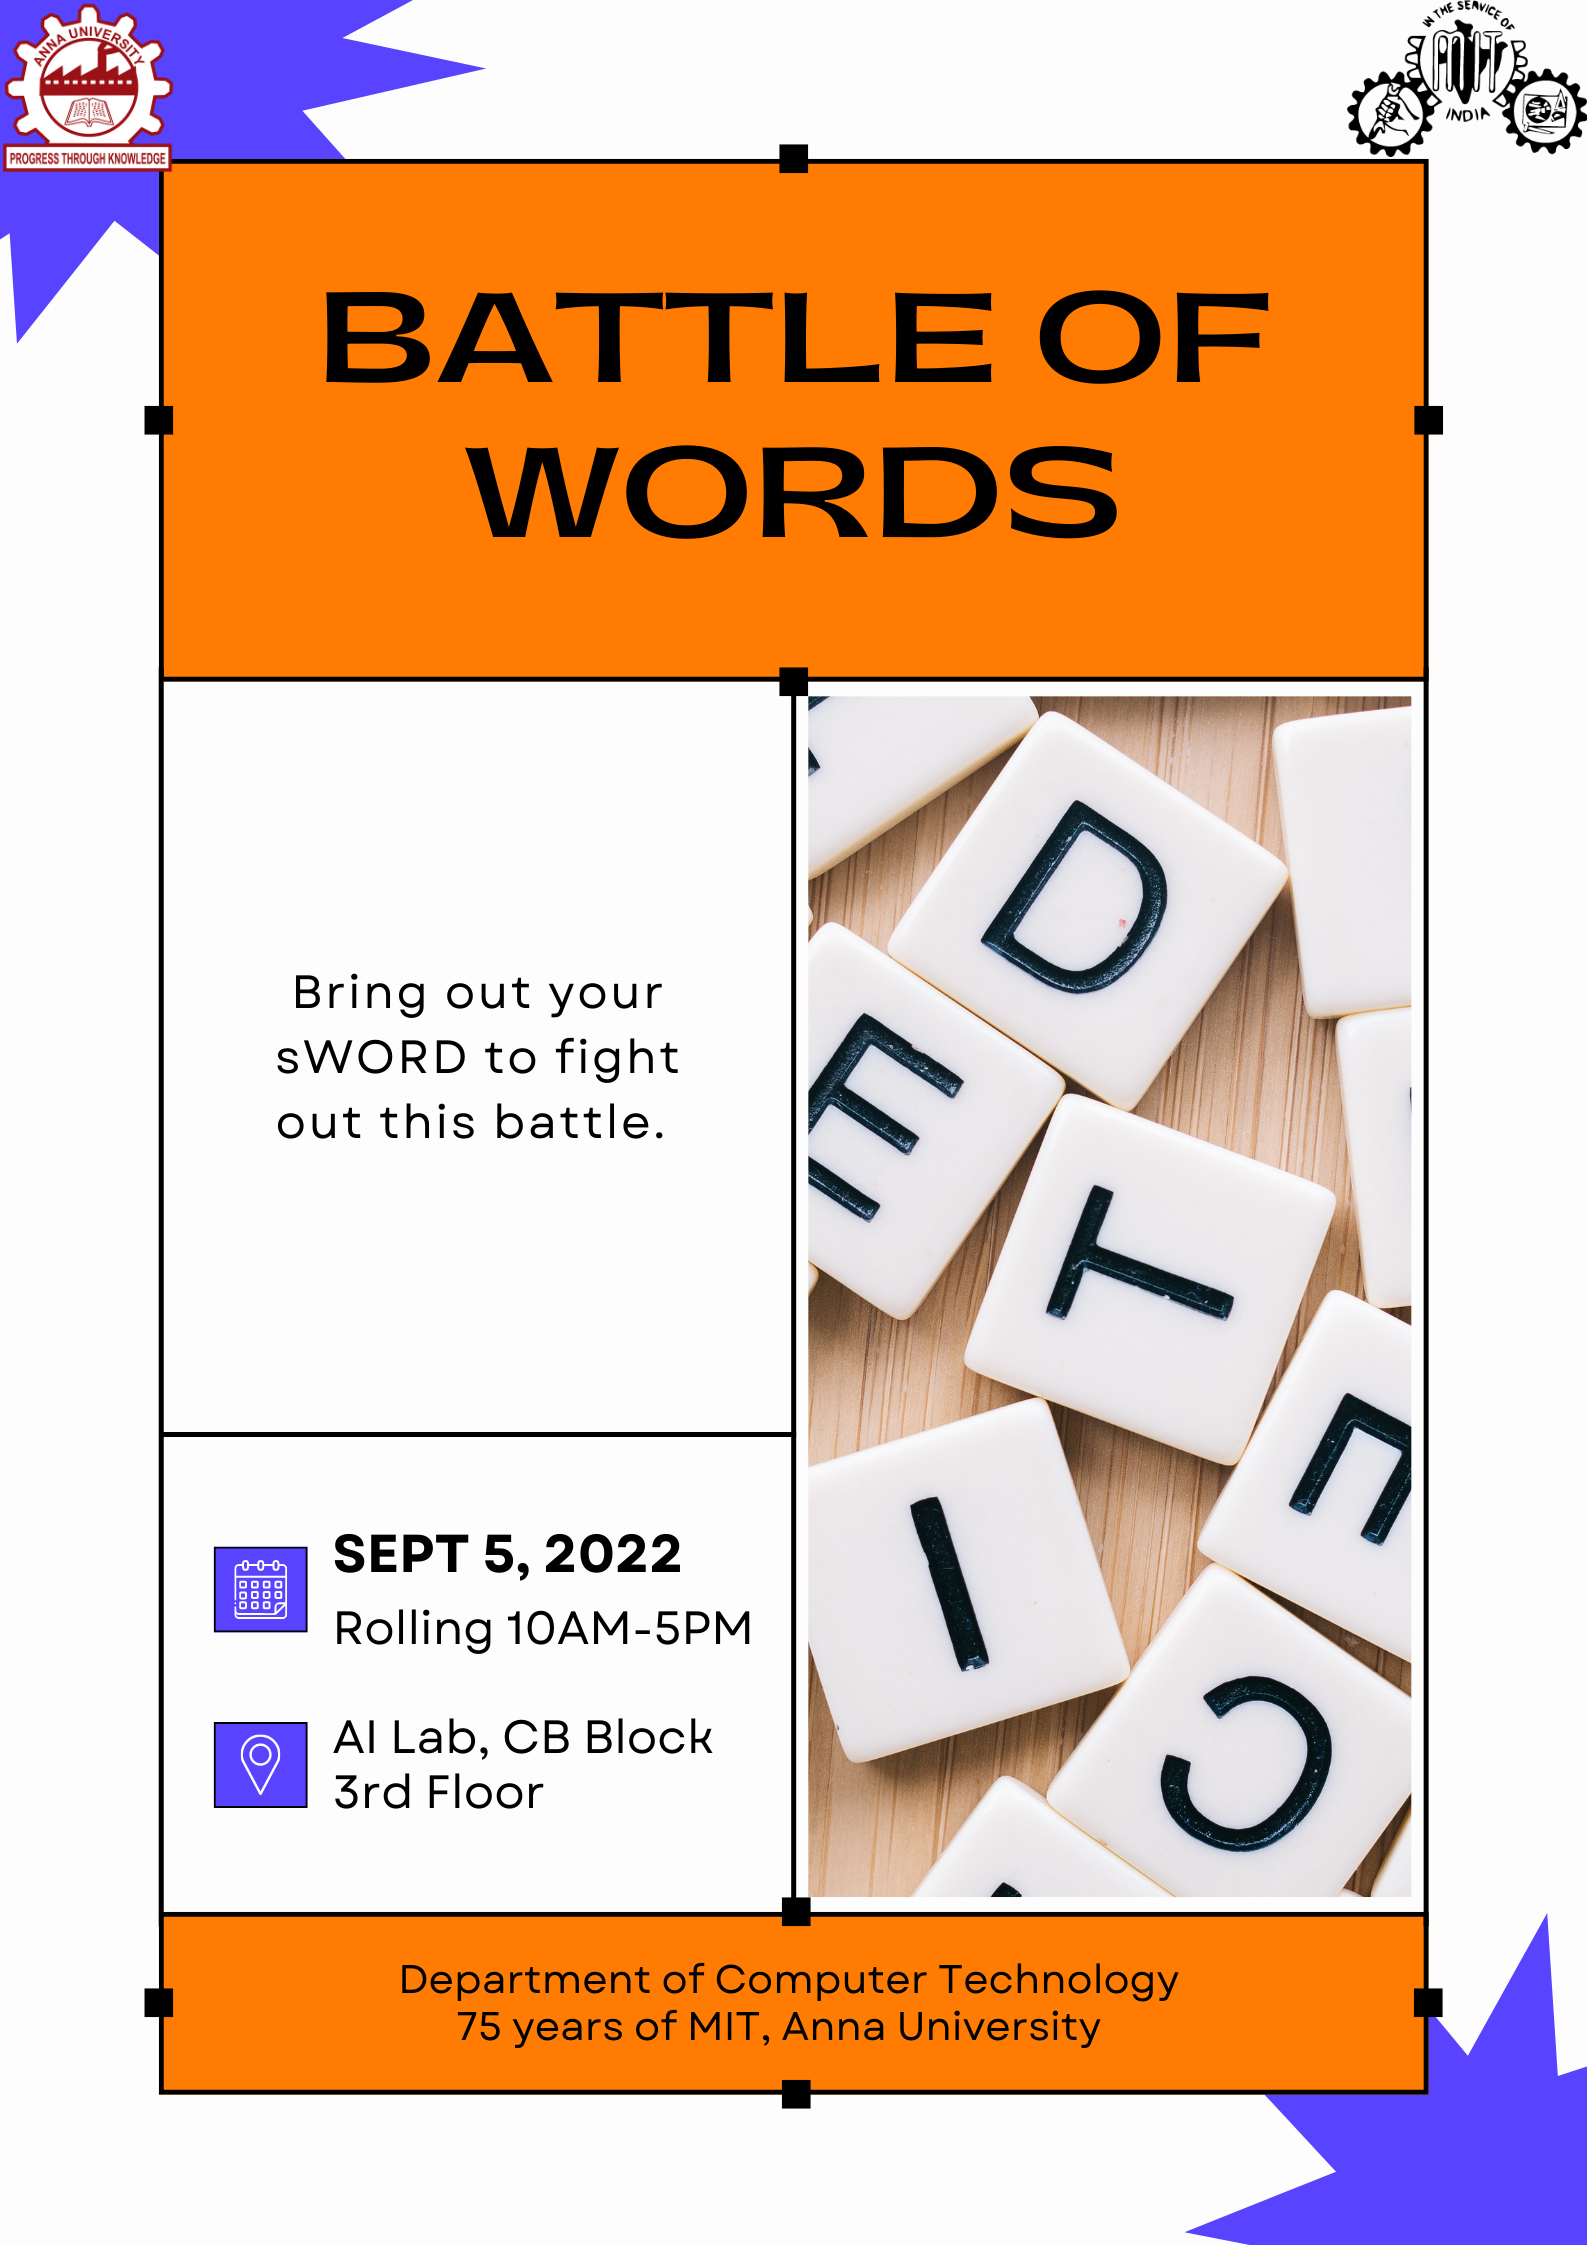 ANNA UNIVERSITY
PROGRESS THROUGH KNOWLEDGE
IN THE SERVICE OF
MIT
INDIA
BATTLE OF
WORDS
Bring out your
sWORD to fight
out this battle.
D
E
T
E
I
C
SEPT 5, 2022
Rolling 10AM-5PM
AI Lab, CB Block
3rd Floor
Department of Computer Technology
75 years of MIT, Anna University